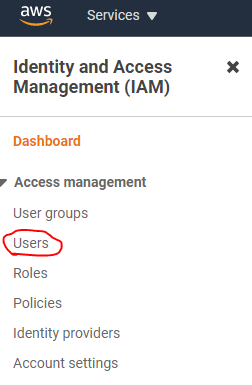 aws
Services
Identity and Access
Management (IAM)
Dashboard
Access management
User groups
Users
Roles
Policies
Identity providers
Account settings